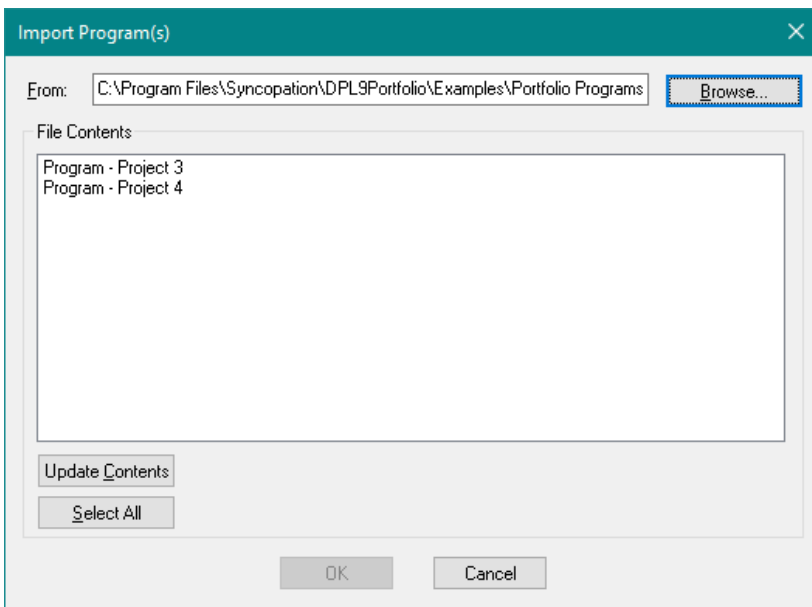 Import Program(s)
From: C:\Program Files\Syncopation\DPL9Portfolio\Examples\Portfolio Programs Browse...
File Contents
Program - Project 3
Program - Project 4
Update Contents
Select All
OK Cancel